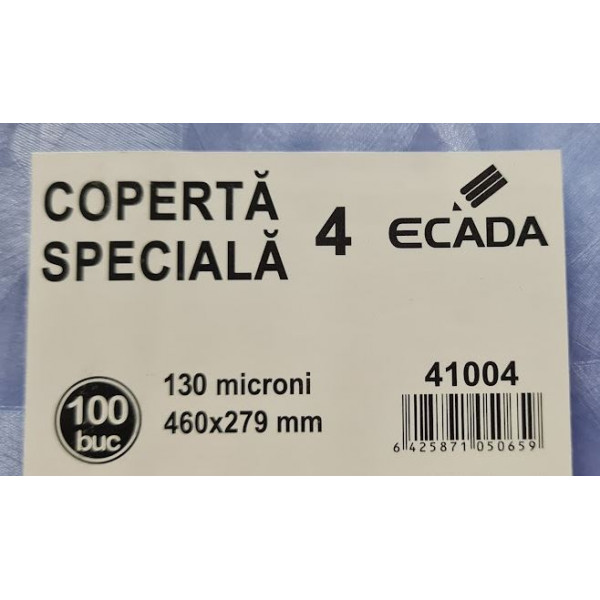 COPERTĂ
SPECIALĂ
4
ECADA
100
buc
130 microni
460x279 mm
41004
6 425871 050659